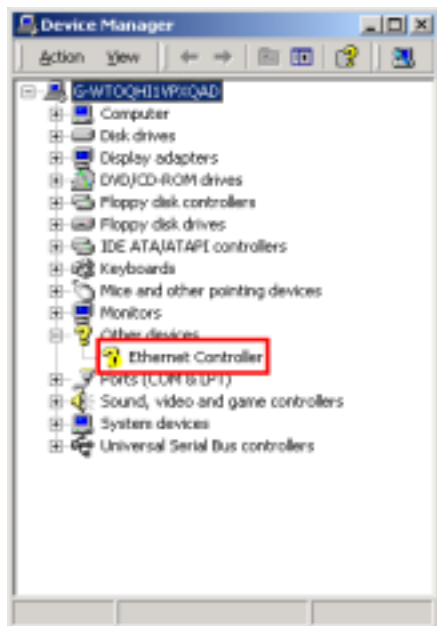 Device Manager
Action View
G-WTOQHI1VPXQAD
Computer
Disk drives
Display adapters
DVD/CD-ROM drives
Floppy disk controllers
Floppy disk drives
IDE ATA/ATAPI controllers
Keyboards
Mice and other pointing devices
Monitors
Other devices
Ethernet Controller
Ports (COM & LPT)
Sound, video and game controllers
System devices
Universal Serial Bus controllers